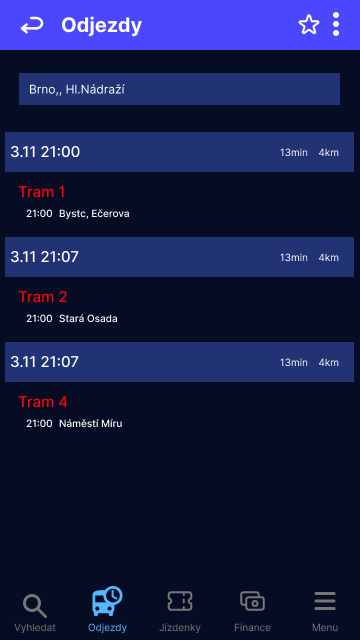 Odjezdy
Brno,, Hl.Nádraží
3.11 21:00 13min 4km
Tram 1
21:00 Bystc, Ečerova
3.11 21:07 13min 4km
Tram 2
21:00 Stará Osada
3.11 21:07 13min 4km
Tram 4
21:00 Náměstí Míru
Vyhledat Odjezdy Jízdenky Finance Menu